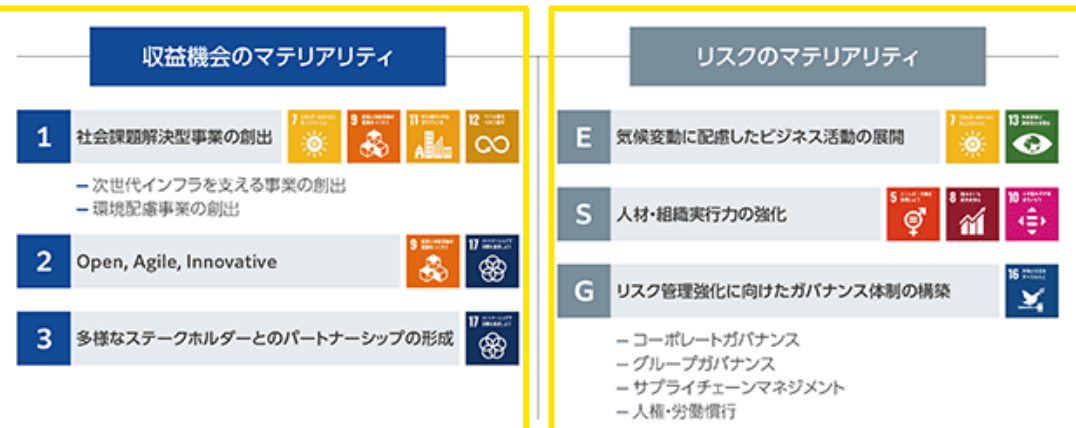 収益機会のマテリアリティ
1 社会課題解決型事業の創出 7 9 11 12
– 次世代インフラを支える事業の創出
– 環境配慮事業の創出
2 Open, Agile, Innovative 9 17
3 多様なステークホルダーとのパートナーシップの形成 17
リスクのマテリアリティ
E 気候変動に配慮したビジネス活動の展開 7 13
S 人材・組織実行力の強化 5 8 10
G リスク管理強化に向けたガバナンス体制の構築 16
– コーポレートガバナンス
– グループガバナンス
– サプライチェーンマネジメント
– 人権・労働慣行